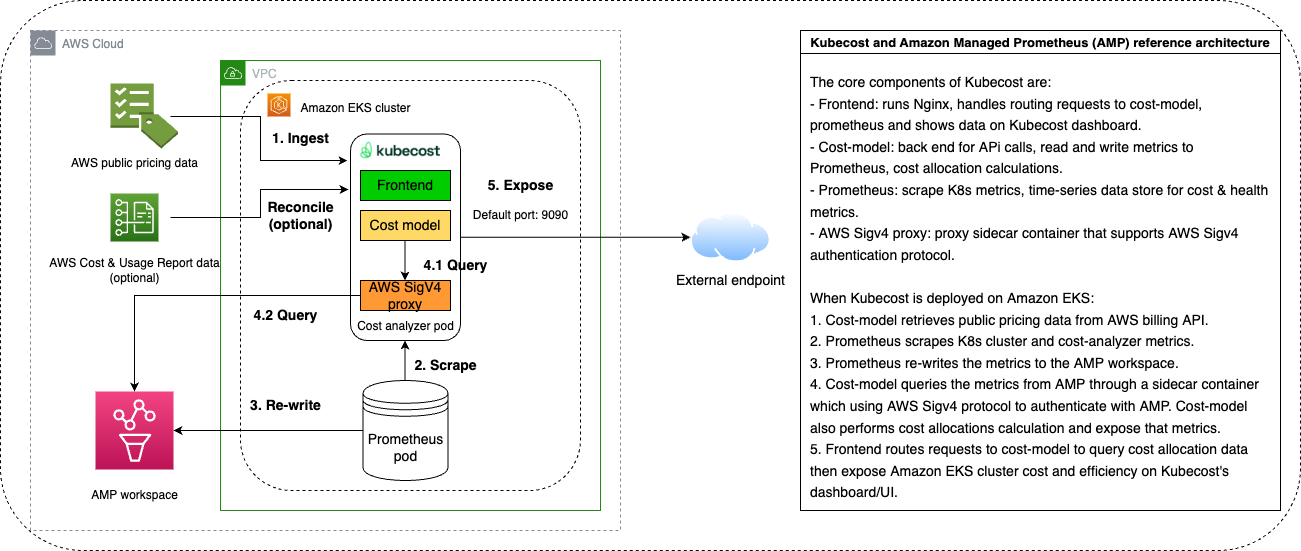 AWS Cloud
VPC
Amazon EKS cluster
AWS public pricing data
1. Ingest
kubecost
Frontend
Cost model
Reconcile
(optional)
AWS Cost & Usage Report data
(optional)
5. Expose
Default port: 9090
External endpoint
4.1 Query
AWS SigV4
proxy
Cost analyzer pod
4.2 Query
2. Scrape
3. Re-write
Prometheus
pod
AMP workspace
Kubecost and Amazon Managed Prometheus (AMP) reference architecture
The core components of Kubecost are:
- Frontend: runs Nginx, handles routing requests to cost-model,
prometheus and shows data on Kubecost dashboard.
- Cost-model: back end for APi calls, read and write metrics to
Prometheus, cost allocation calculations.
- Prometheus: scrape K8s metrics, time-series data store for cost & health
metrics.
- AWS Sigv4 proxy: proxy sidecar container that supports AWS Sigv4
authentication protocol.
When Kubecost is deployed on Amazon EKS:
1. Cost-model retrieves public pricing data from AWS billing API.
2. Prometheus scrapes K8s cluster and cost-analyzer metrics.
3. Prometheus re-writes the metrics to the AMP workspace.
4. Cost-model queries the metrics from AMP through a sidecar container
which using AWS Sigv4 protocol to authenticate with AMP. Cost-model
also performs cost allocations calculation and expose that metrics.
5. Frontend routes requests to cost-model to query cost allocation data
then expose Amazon EKS cluster cost and efficiency on Kubecost's
dashboard/UI.